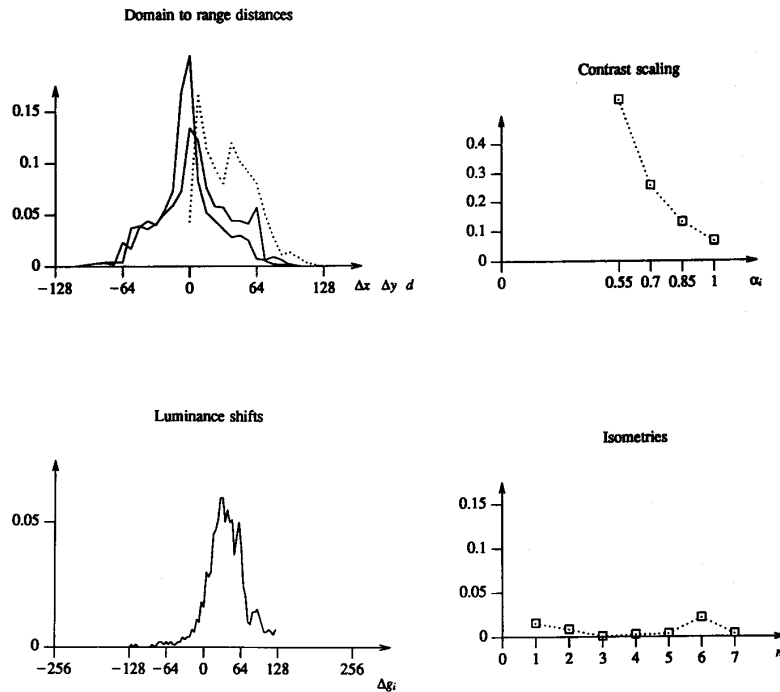 Domain to range distances
0.15
0.1
0.05
0
−128 −64 0 64 128 Δx Δy d
Contrast scaling
0.4
0.3
0.2
0.1
0
0 0.55 0.7 0.85 1 αi
Luminance shifts
0.05
0
−256 −128 −64 0 64 128 256
Δgi
Isometries
0.15
0.1
0.05
0
0 1 2 3 4 5 6 7